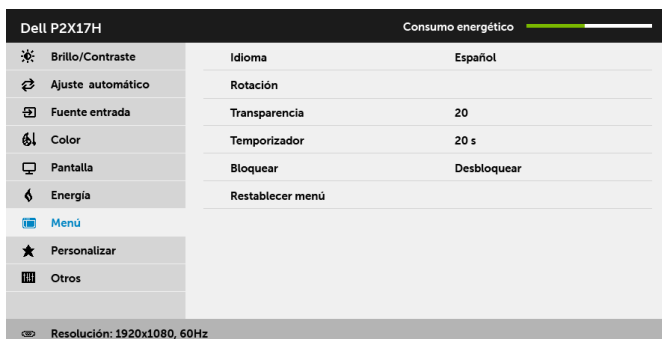 Dell P2X17H Consumo energético
Brillo/Contraste Idioma Español
Ajuste automático Rotación
Fuente entrada Transparencia 20
Color Temporizador 20 s
Pantalla Bloquear Desbloquear
Energía Restablecer menú
Menú
Personalizar
Otros
Resolución: 1920x1080, 60Hz